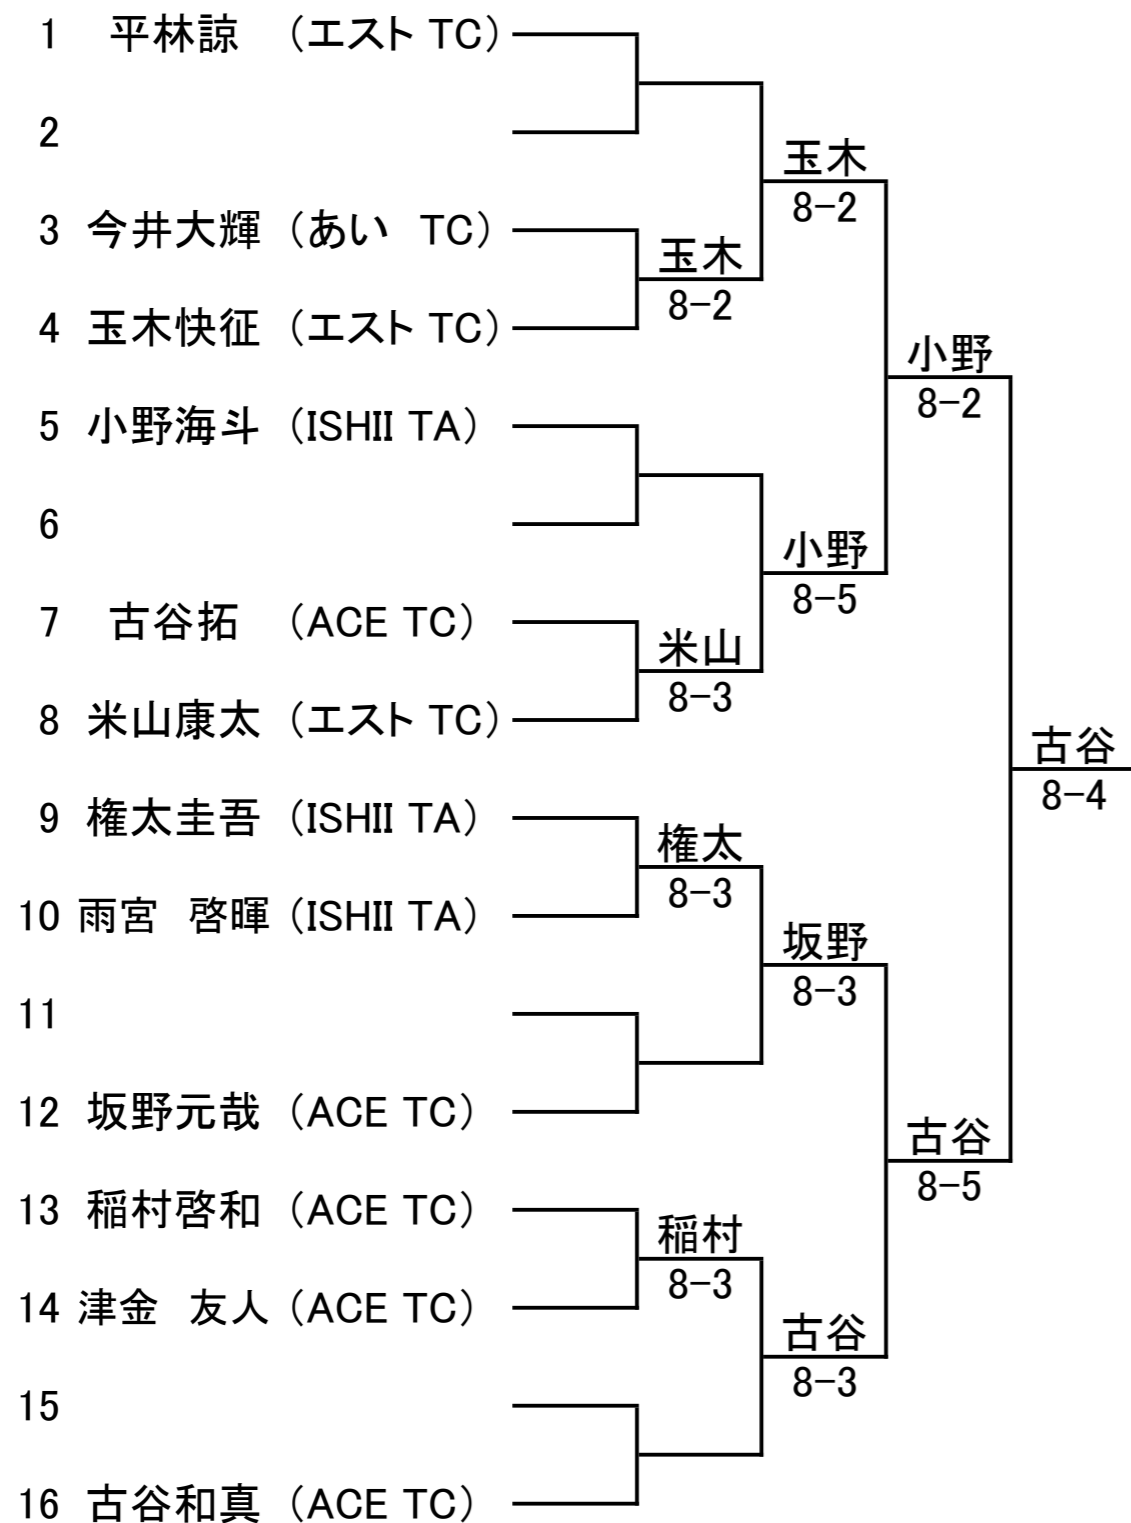 1 平林諒 （エスト TC）
2
玉木
8-2
3 今井大輝 （あい TC）
玉木
8-2
4 玉木快征 （エスト TC）
小野
8-2
5 小野海斗 （ISHII TA）
6
小野
8-5
7 古谷拓 （ACE TC）
米山
8-3
8 米山康太 （エスト TC）
古谷
8-4
9 権太圭吾 （ISHII TA）
権太
8-3
10 雨宮 啓暉 （ISHII TA）
坂野
8-3
11
12 坂野元哉 （ACE TC）
古谷
8-5
13 稲村啓和 （ACE TC）
稲村
8-3
14 津金 友人 （ACE TC）
古谷
8-3
15
16 古谷和真 （ACE TC）